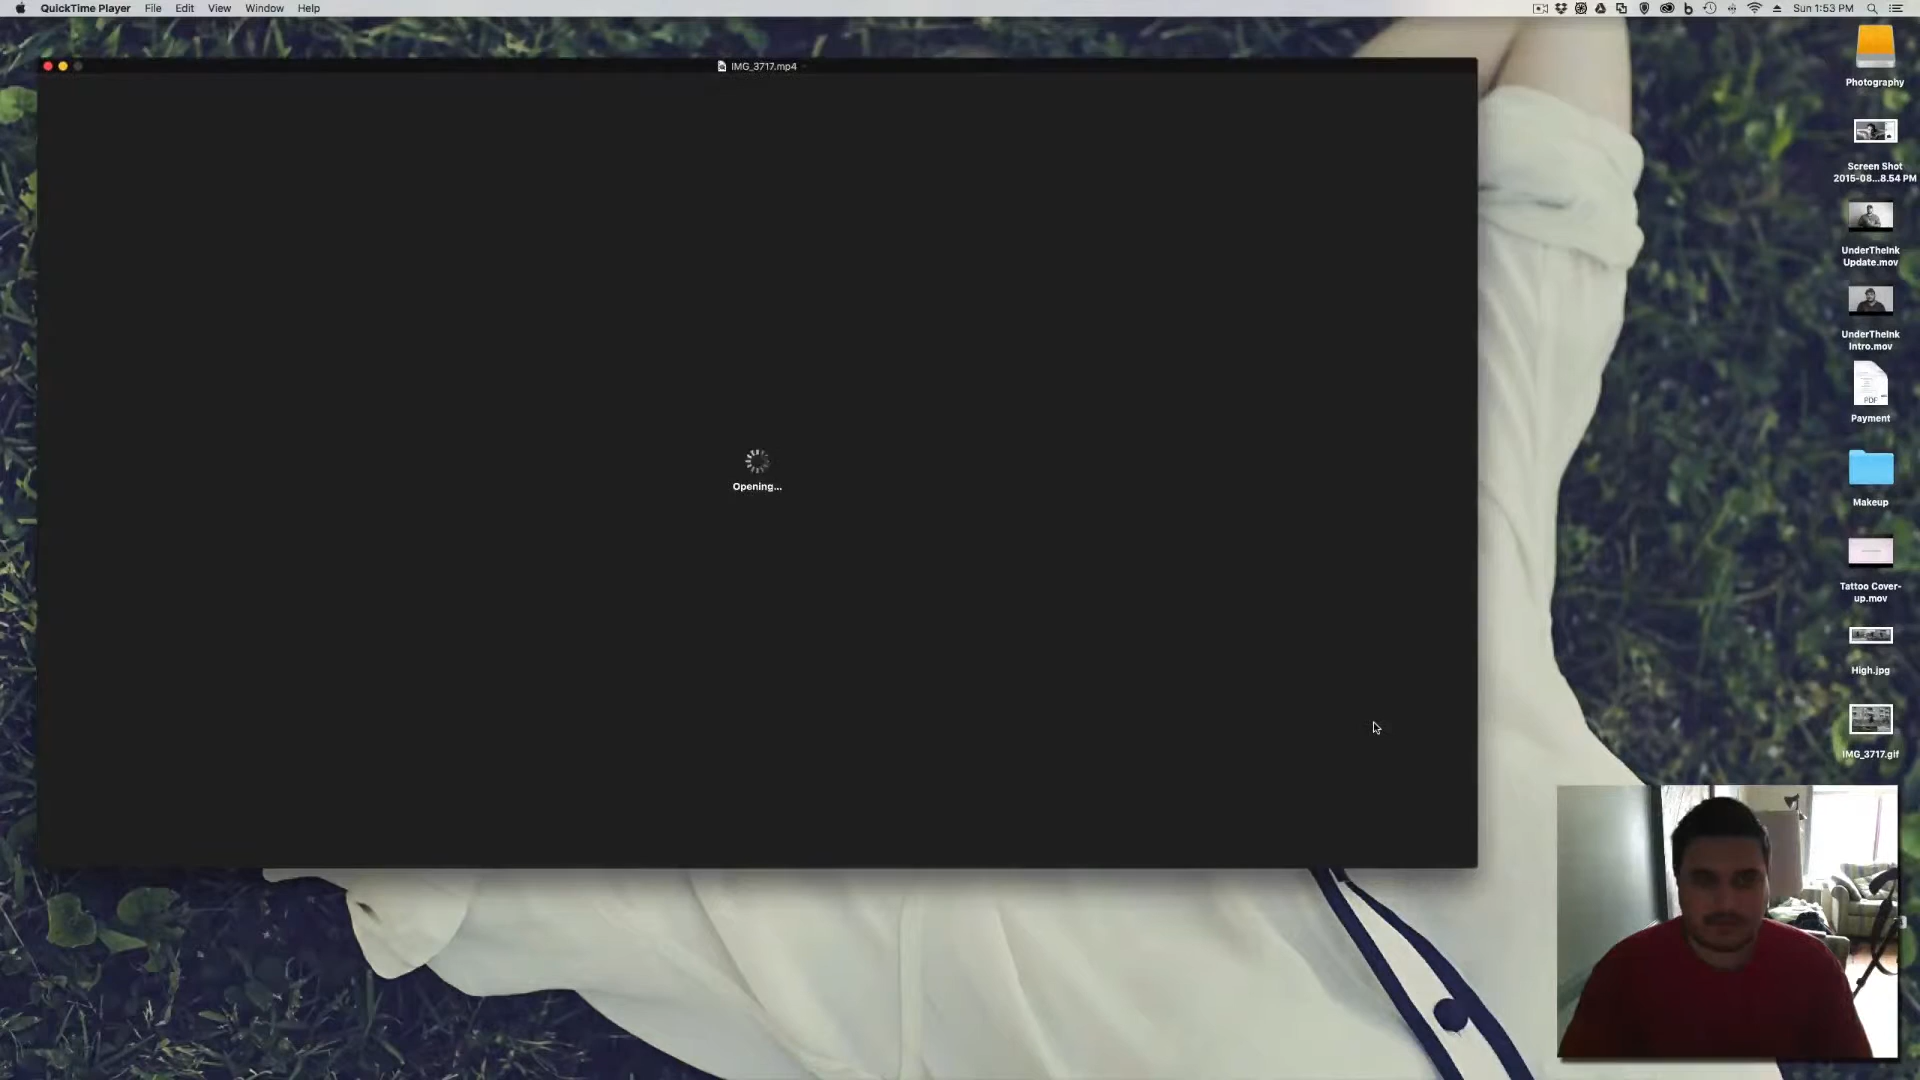 QuickTime Player File Edit View Window Help
Sun 1:53 PM
IMG_3717.mp4
Opening...
Photography
Screen Shot
2015-08...8.54 PM
UnderTheInk
Update.mov
UnderTheInk
Intro.mov
PDF
Payment
Makeup
Tattoo Cover-
up.mov
High.jpg
IMG_3717.gif